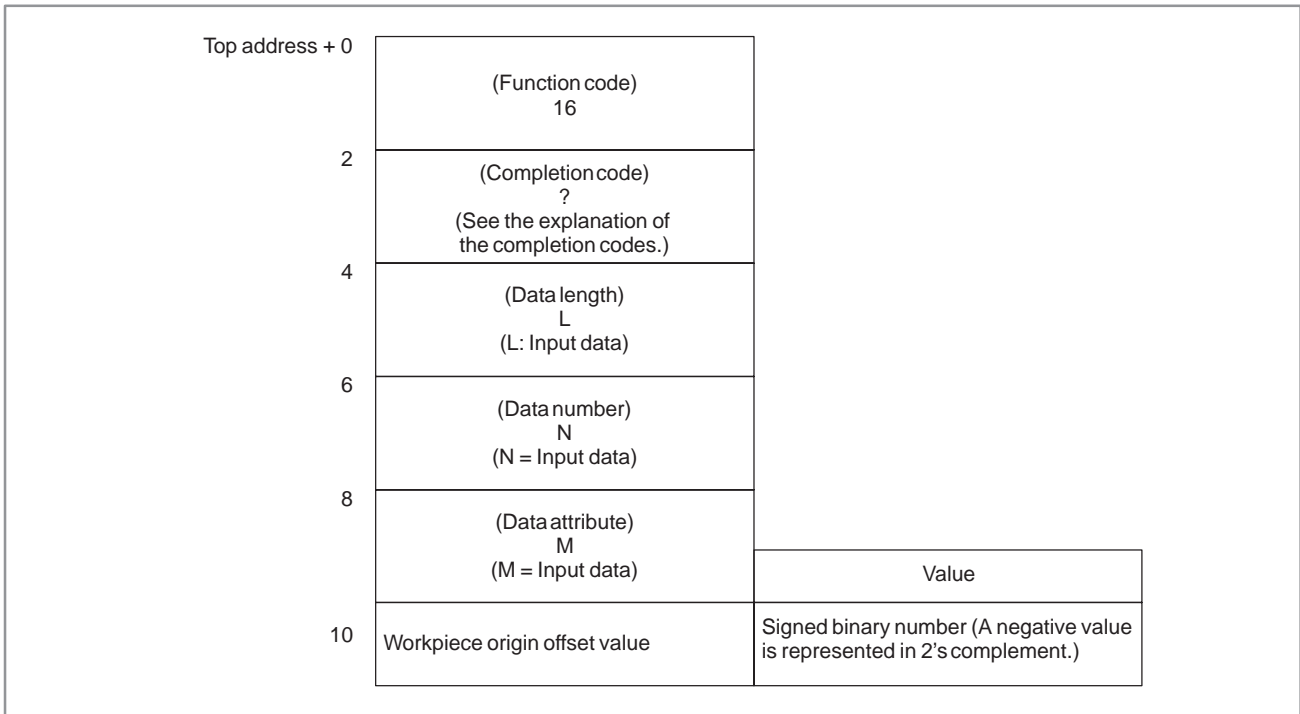 Top address + 0
(Function code)
16
2
(Completion code)
?
(See the explanation of
the completion codes.)
4
(Data length)
L
(L: Input data)
6
(Data number)
N
(N = Input data)
8
(Data attribute)
M
(M = Input data)
Value
10
Workpiece origin offset value
Signed binary number (A negative value
is represented in 2's complement.)